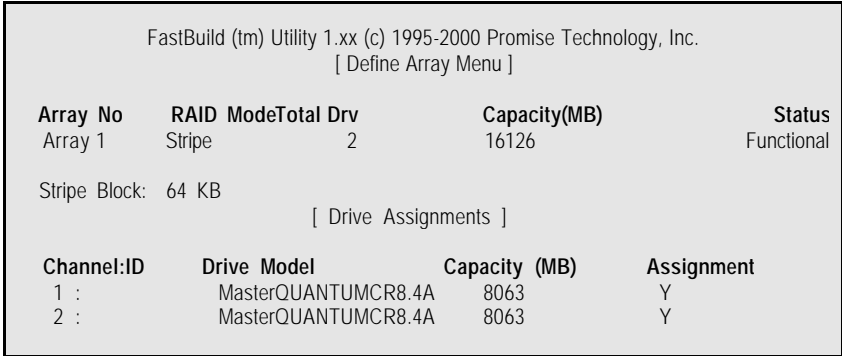 FastBuild (tm) Utility 1.xx (c) 1995-2000 Promise Technology, Inc.
[ Define Array Menu ]
Array No RAID ModeTotal Drv Capacity(MB) Status
Array 1 Stripe 2 16126 Functional
Stripe Block: 64 KB
[ Drive Assignments ]
Channel:ID Drive Model Capacity (MB) Assignment
1 : MasterQUANTUMCR8.4A 8063 Y
2 : MasterQUANTUMCR8.4A 8063 Y